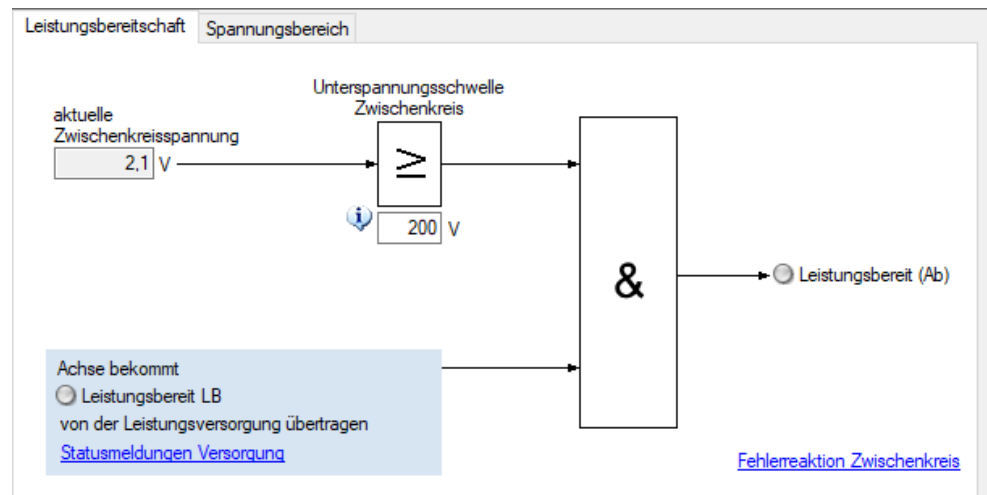 Leistungsbereitschaft Spannungsbereich
Unterspannungsschwelle
Zwischenkreis
aktuelle
Zwischenkreisspannung
2,1 V
≥
200 V
&
Leistungsbereit (Ab)
Achse bekommt
Leistungsbereit LB
von der Leistungsversorgung übertragen
Statusmeldungen Versorgung
Fehlerreaktion Zwischenkreis